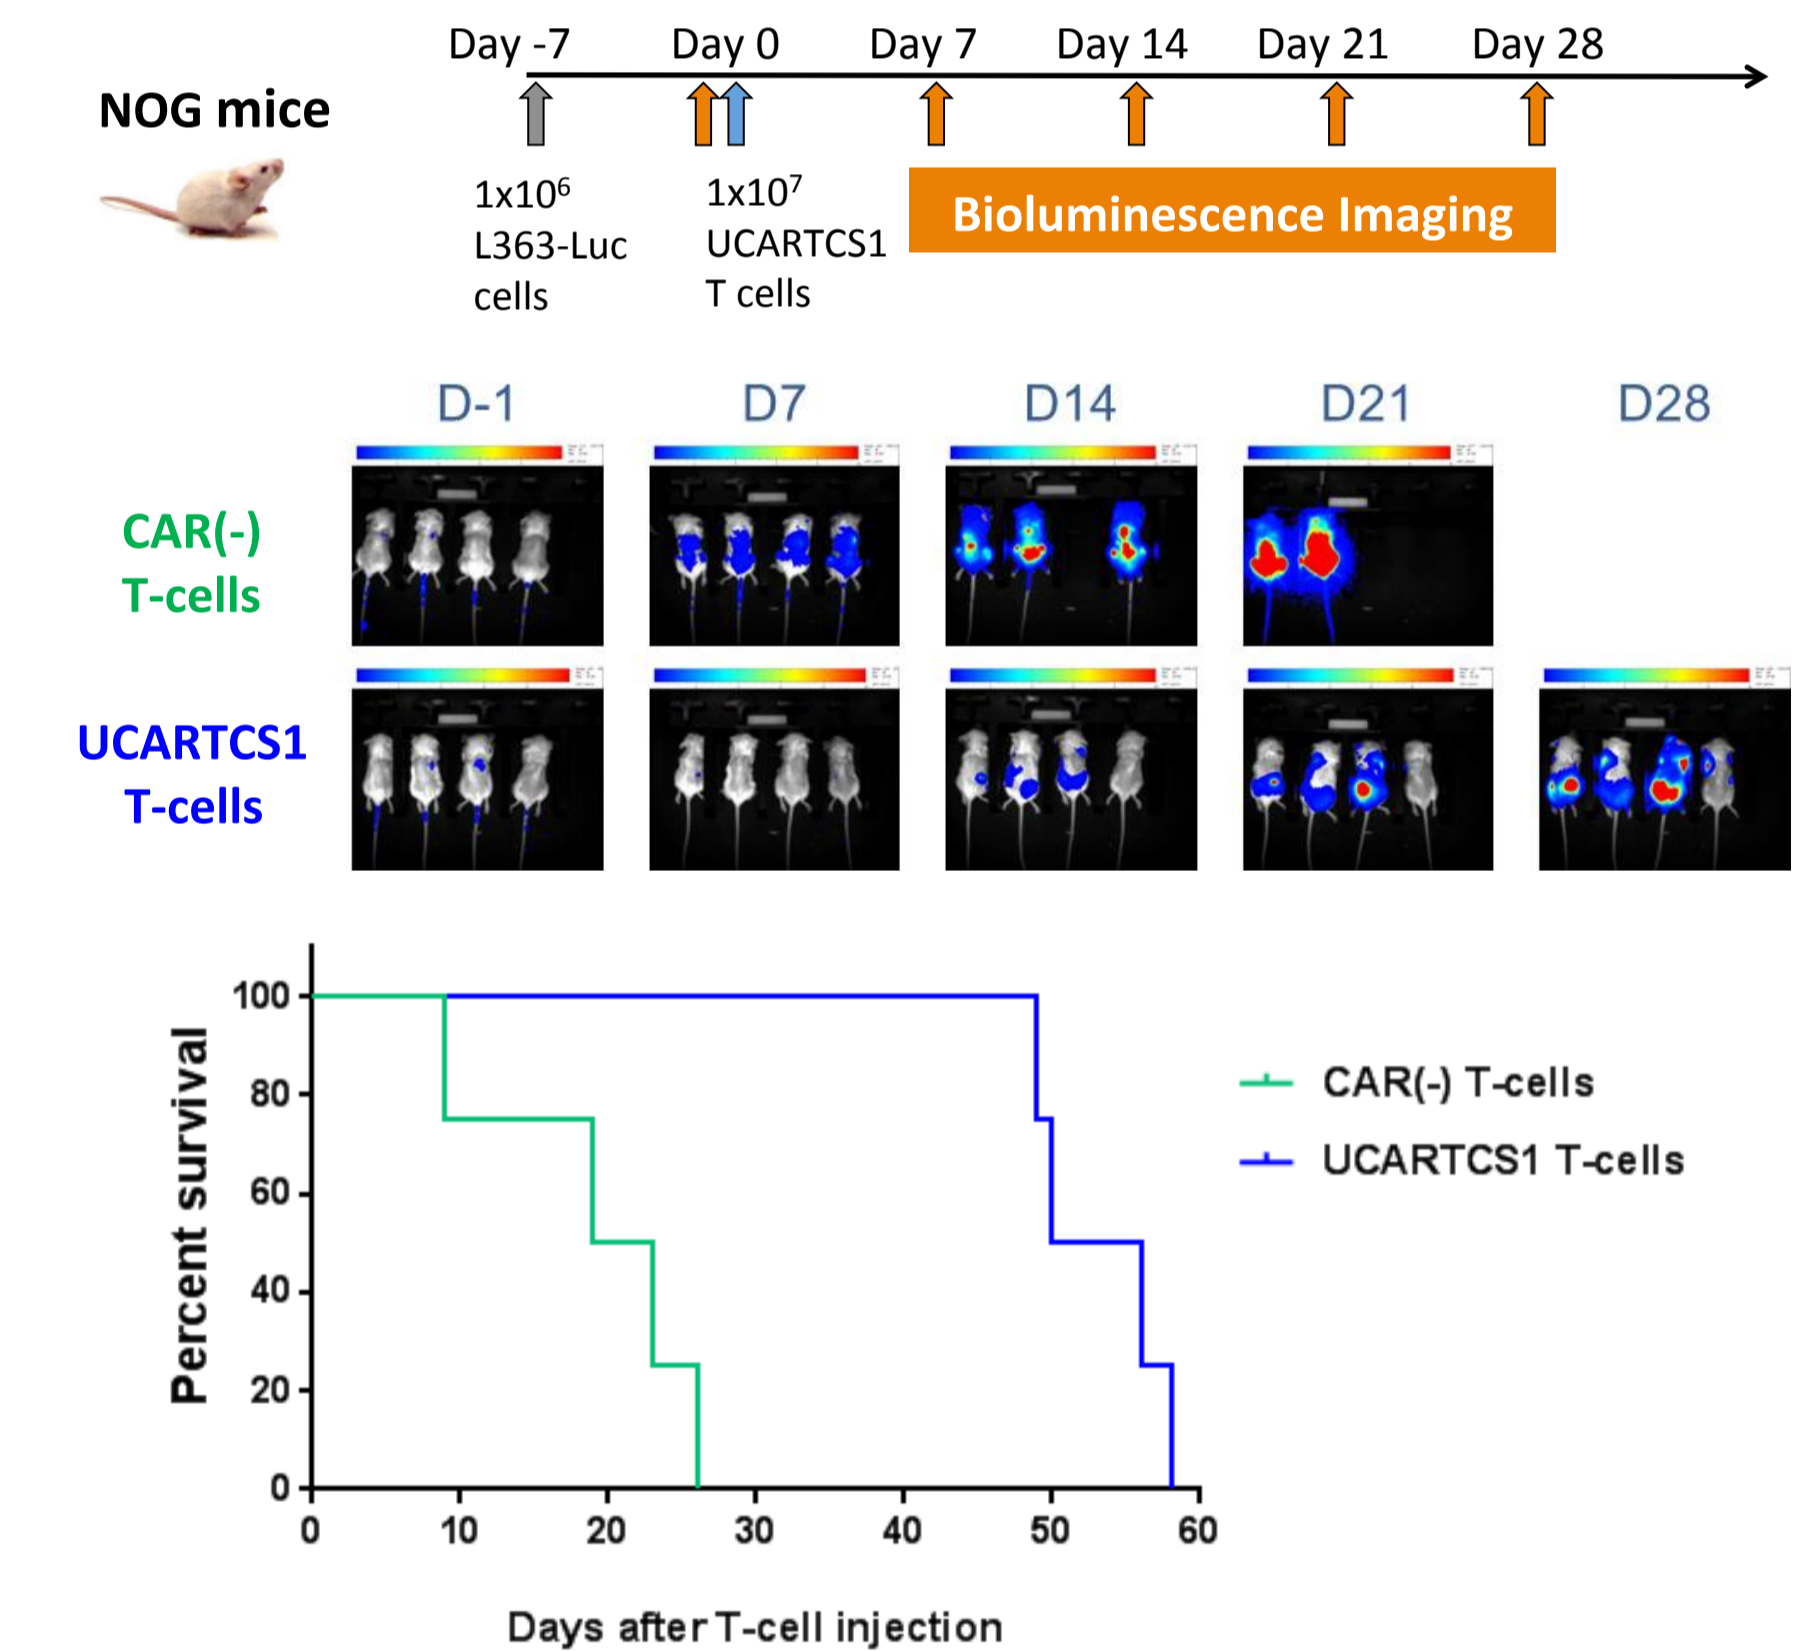 Day -7 Day 0 Day 7 Day 14 Day 21 Day 28
NOG mice
1x10⁶
L363-Luc
cells
1x10⁷
UCARTCS1
T cells
Bioluminescence Imaging
D-1 D7 D14 D21 D28
CAR(-)
T-cells
UCARTCS1
T-cells
Percent survival
100
80
60
40
20
0
0 10 20 30 40 50 60
Days after T-cell injection
CAR(-) T-cells
UCARTCS1 T-cells